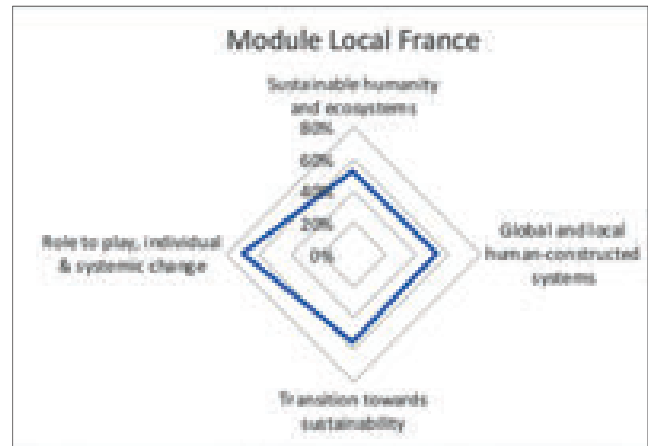 Module Local France
Sustainable humanity
and ecosystems
80%
60%
40%
20%
0%
Role to play, individual
& systemic change
Global and local
human-constructed
systems
Transition towards
sustainability